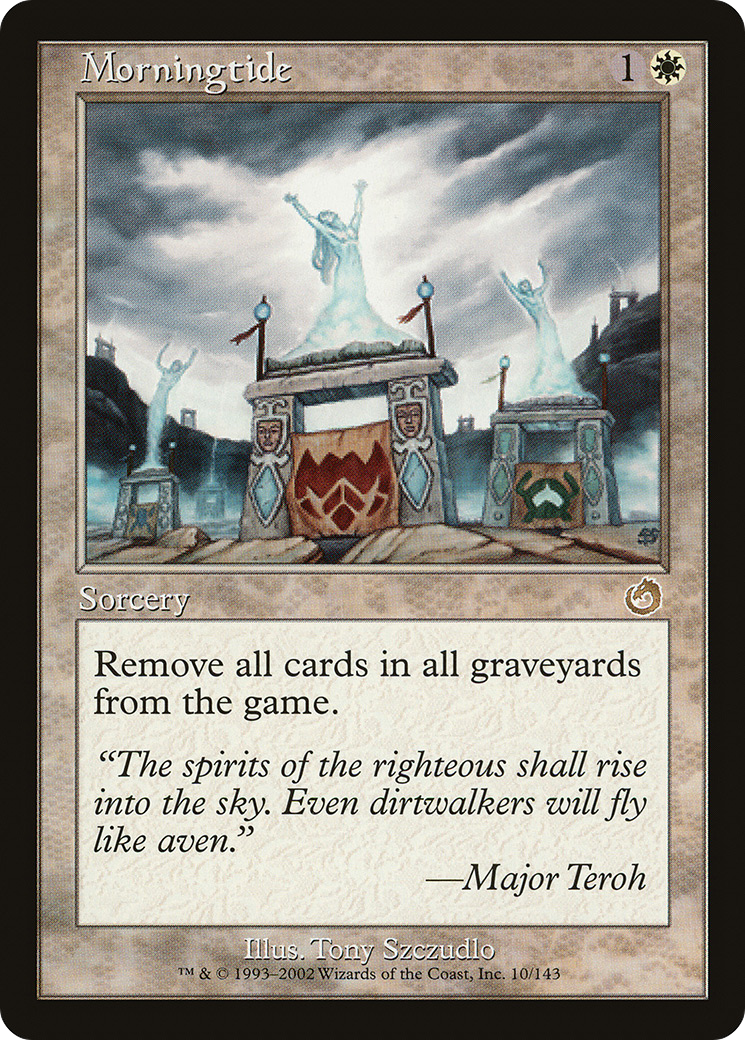 Morningtide 1
Sorcery
Remove all cards in all graveyards
from the game.
“The spirits of the righteous shall rise
into the sky. Even dirtwalkers will fly
like aven.”
—Major Teroh
Illus. Tony Szczudlo
™ & © 1993–2002 Wizards of the Coast, Inc. 10/143